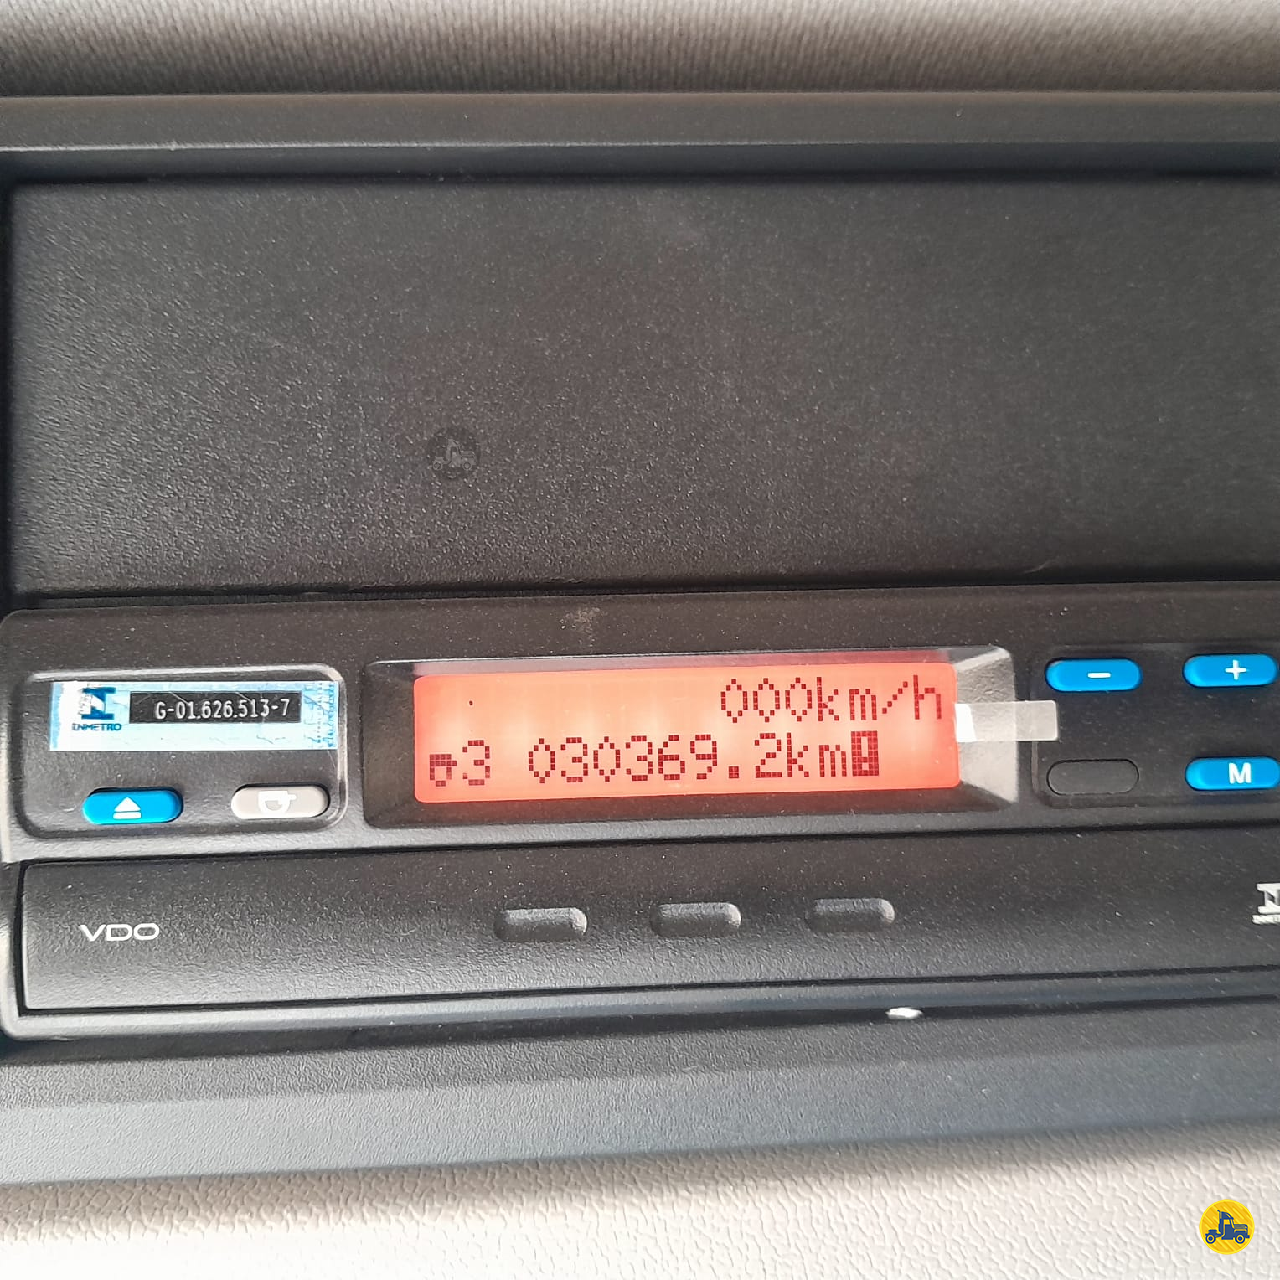 G-01.626.513-7
INMETRO
000km/h
3 030369.2km
-
+
M
VDO